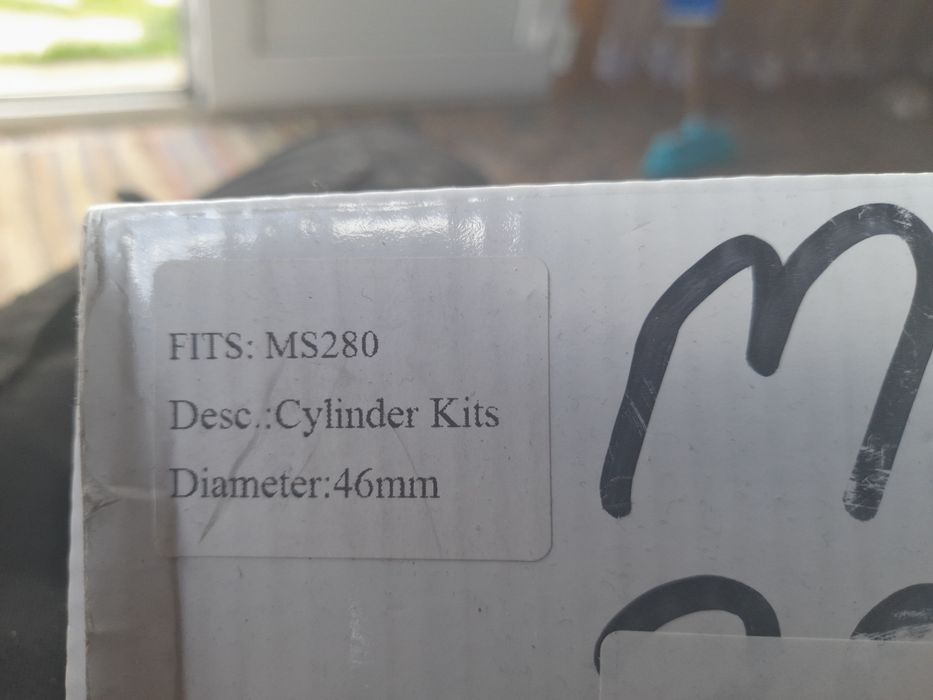 FITS: MS280
Desc.:Cylinder Kits
Diameter:46mm
M